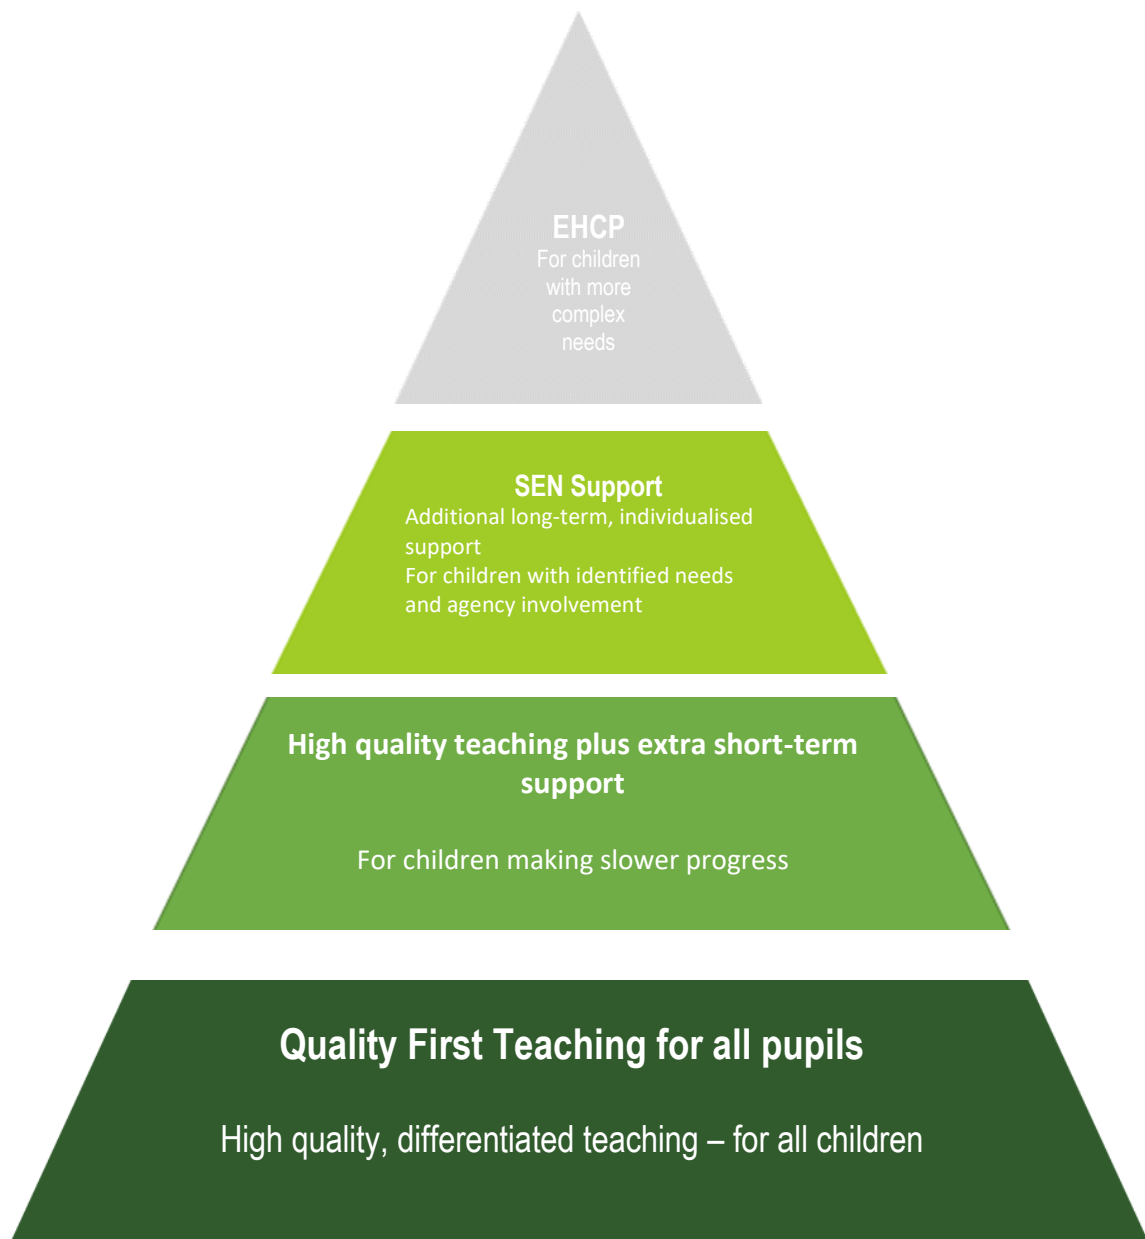 EHCP
For children
with more
complex
needs
SEN Support
Additional long-term, individualised
support
For children with identified needs
and agency involvement
High quality teaching plus extra short-term
support
For children making slower progress
Quality First Teaching for all pupils
High quality, differentiated teaching – for all children